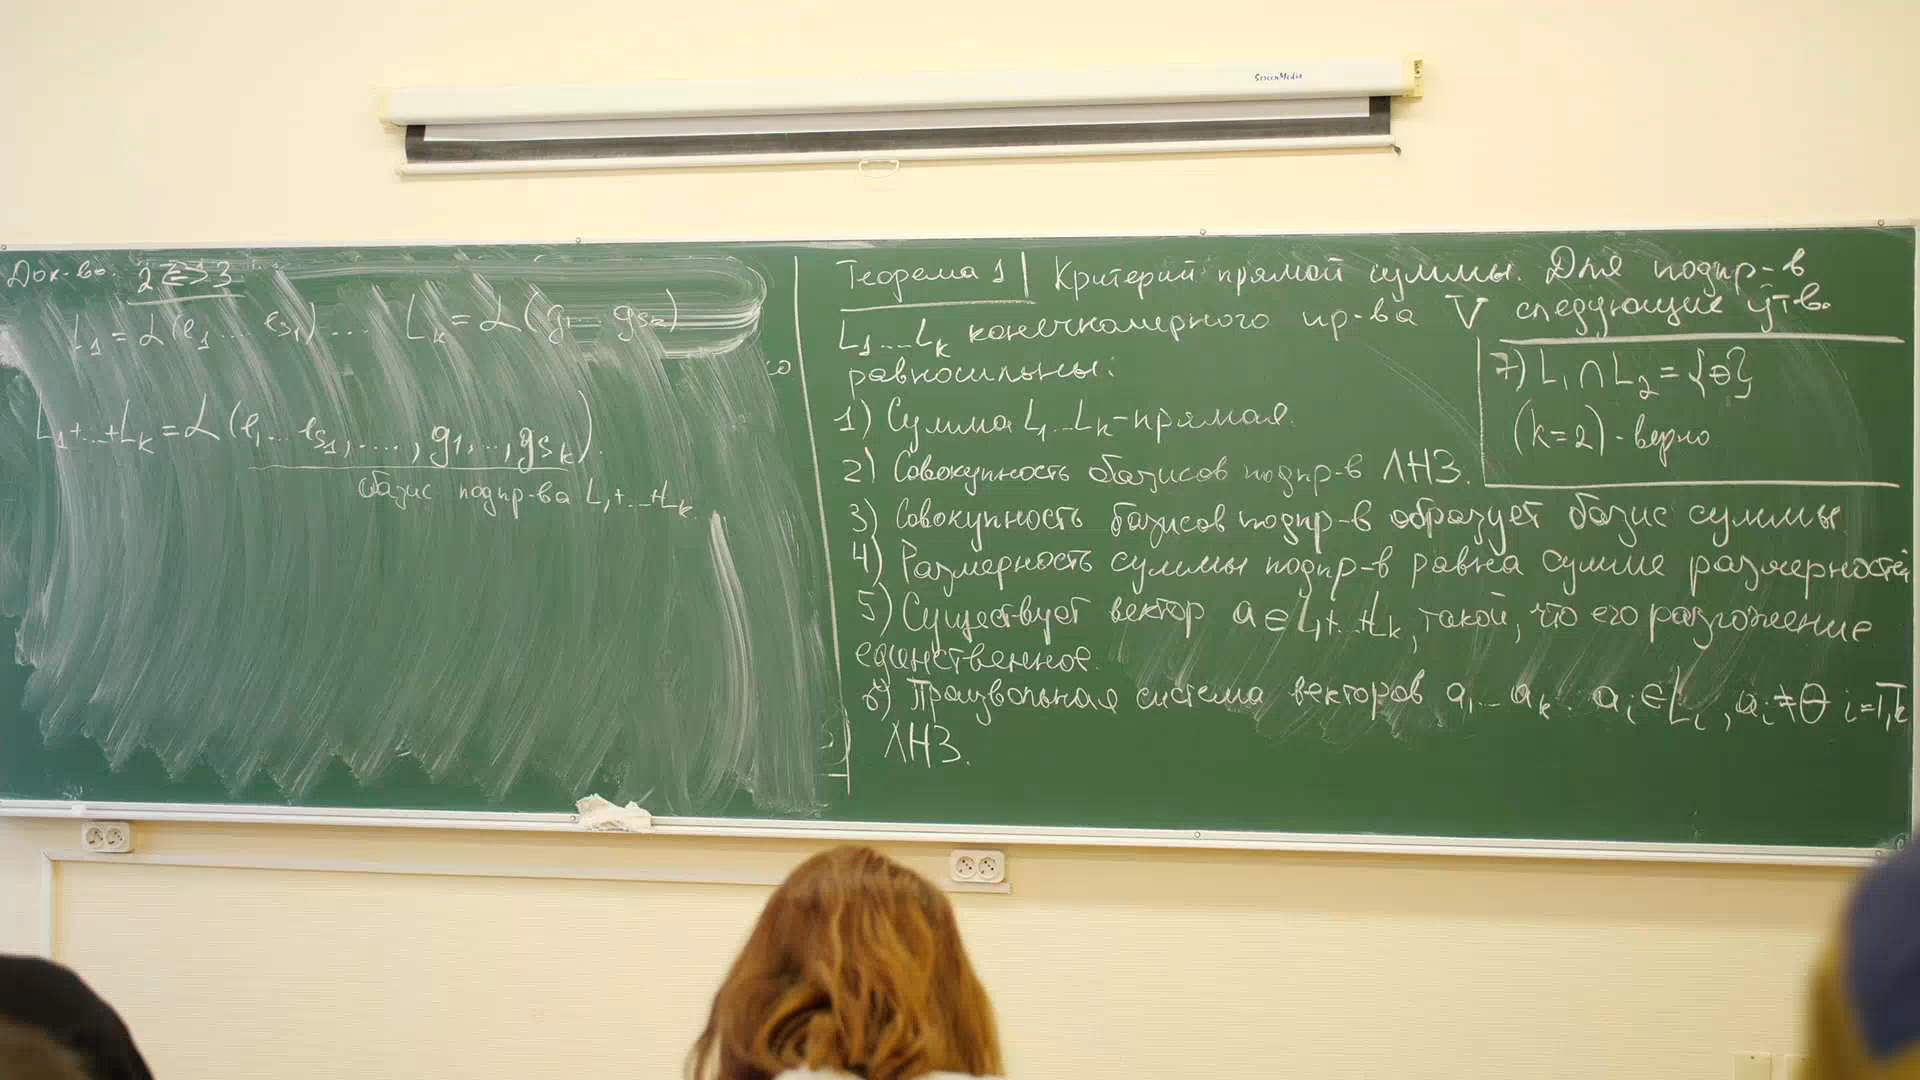 ScreenMedia
Док-во. 2<=>3
L₁ = L(e₁ ... e_s₁) .... L_k = L(g₁ ... g_s_k)
L₁+...+L_k = L(e₁ ... e_s₁, ...., g₁, ..., g_s_k).
базис подпр-ва L₁+...+L_k.
Теорема 1 | Критерий прямой суммы. Для подпр-в
L₁...L_k конечномерного пр-ва V следующие утв.
равносильны:
1) Сумма L₁...L_k - прямая.
2) Совокупность базисов подпр-в ЛНЗ.
7) L₁ ∩ L₂ = {θ}
(k=2) - верно
3) Совокупность базисов подпр-в образует базис суммы
4) Размерность суммы подпр-в равна сумме размерностей
5) Существует вектор a ∈ L₁+...+L_k, такой, что его разложение
единственное.
6) Произвольная система векторов a₁...a_k: a_i ∈ L_i, a_i ≠ θ i=1,k
ЛНЗ.